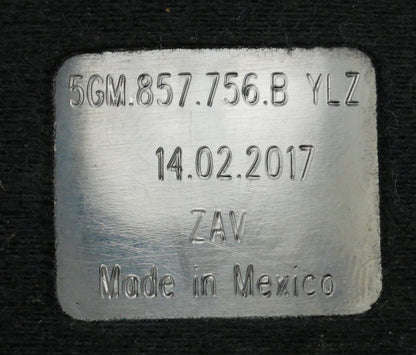 5GM.857.756.B YLZ
14.02.2017
ZAV
Made in Mexico